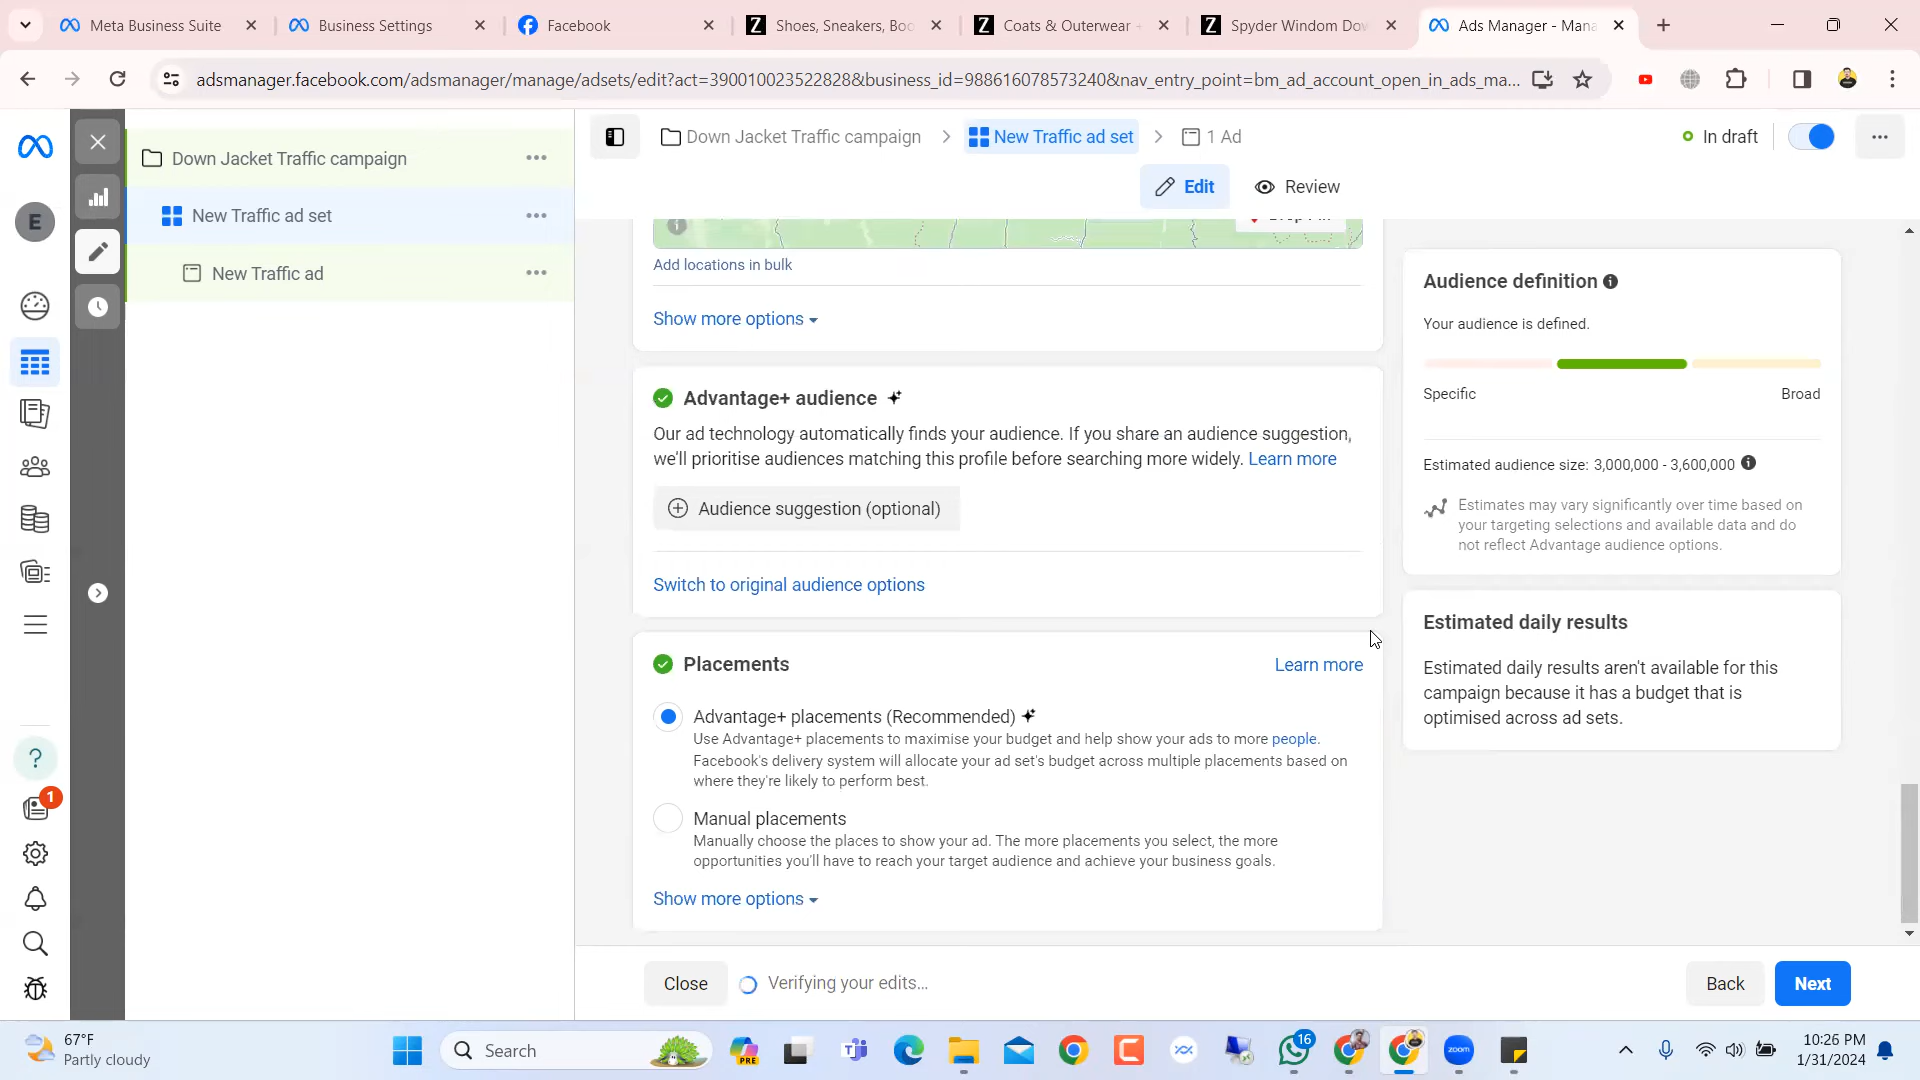 Meta Business Suite
Business Settings
Facebook
Shoes, Sneakers, Boo
Coats & Outerwear +
Spyder Windom Dow
Ads Manager - Mana
adsmanager.facebook.com/adsmanager/manage/adsets/edit?act=390010023522828&business_id=988616078573240&nav_entry_point=bm_ad_account_open_in_ads_ma...
E
Down Jacket Traffic campaign
New Traffic ad set
New Traffic ad
Down Jacket Traffic campaign
New Traffic ad set
1 Ad
In draft
Edit
Review
Add locations in bulk
Show more options
Advantage+ audience
Our ad technology automatically finds your audience. If you share an audience suggestion,
we'll prioritise audiences matching this profile before searching more widely. Learn more
Audience suggestion (optional)
Switch to original audience options
Placements
Learn more
Advantage+ placements (Recommended)
Use Advantage+ placements to maximise your budget and help show your ads to more people.
Facebook's delivery system will allocate your ad set's budget across multiple placements based on
where they're likely to perform best.
Manual placements
Manually choose the places to show your ad. The more placements you select, the more
opportunities you'll have to reach your target audience and achieve your business goals.
Show more options
Audience definition
Your audience is defined.
Specific
Broad
Estimated audience size: 3,000,000 - 3,600,000
Estimates may vary significantly over time based on
your targeting selections and available data and do
not reflect Advantage audience options.
Estimated daily results
Estimated daily results aren't available for this
campaign because it has a budget that is
optimised across ad sets.
1
Close
Verifying your edits...
Back
Next
67°F
Partly cloudy
Search
PRE
16
zoom
10:26 PM
1/31/2024